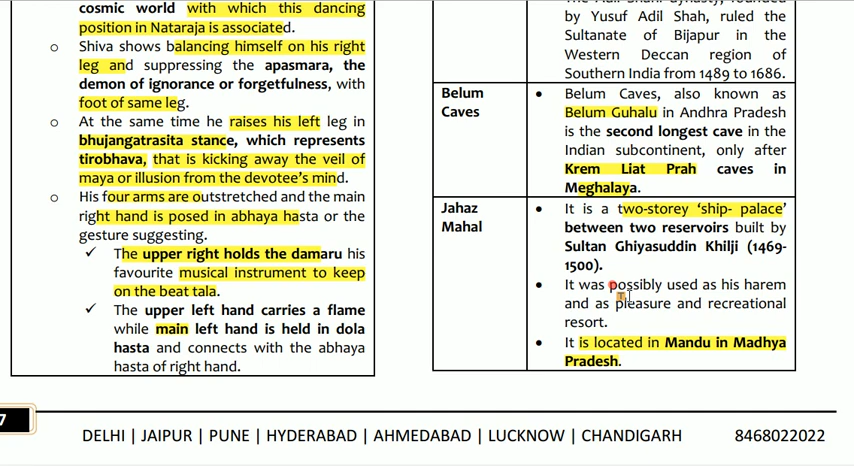 cosmic world with which this dancing
position in Nataraja is associated.
o Shiva shows balancing himself on his right
leg and suppressing the apasmara, the
demon of ignorance or forgetfulness, with
foot of same leg.
o At the same time he raises his left leg in
bhujangatrasita stance, which represents
tirobhava, that is kicking away the veil of
maya or illusion from the devotee's mind.
o His four arms are outstretched and the main
right hand is posed in abhaya hasta or the
gesture suggesting.
✓ The upper right holds the damaru his
favourite musical instrument to keep
on the beat tala.
✓ The upper left hand carries a flame
while main left hand is held in dola
hasta and connects with the abhaya
hasta of right hand.
by Yusuf Adil Shah, ruled the
Sultanate of Bijapur in the
Western Deccan region of
Southern India from 1489 to 1686.
Belum
Caves
• Belum Caves, also known as
Belum Guhalu in Andhra Pradesh
is the second longest cave in the
Indian subcontinent, only after
Krem Liat Prah caves in
Meghalaya.
Jahaz
Mahal
• It is a two-storey 'ship- palace'
between two reservoirs built by
Sultan Ghiyasuddin Khilji (1469-
1500).
• It was possibly used as his harem
and as pleasure and recreational
resort.
• It is located in Mandu in Madhya
Pradesh.
7
DELHI | JAIPUR | PUNE | HYDERABAD | AHMEDABAD | LUCKNOW | CHANDIGARH 8468022022